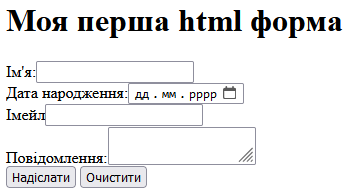 Моя перша html форма
Ім'я:
Дата народження: дд . мм . рррр
Імейл
Повідомлення:
Надіслати Очистити